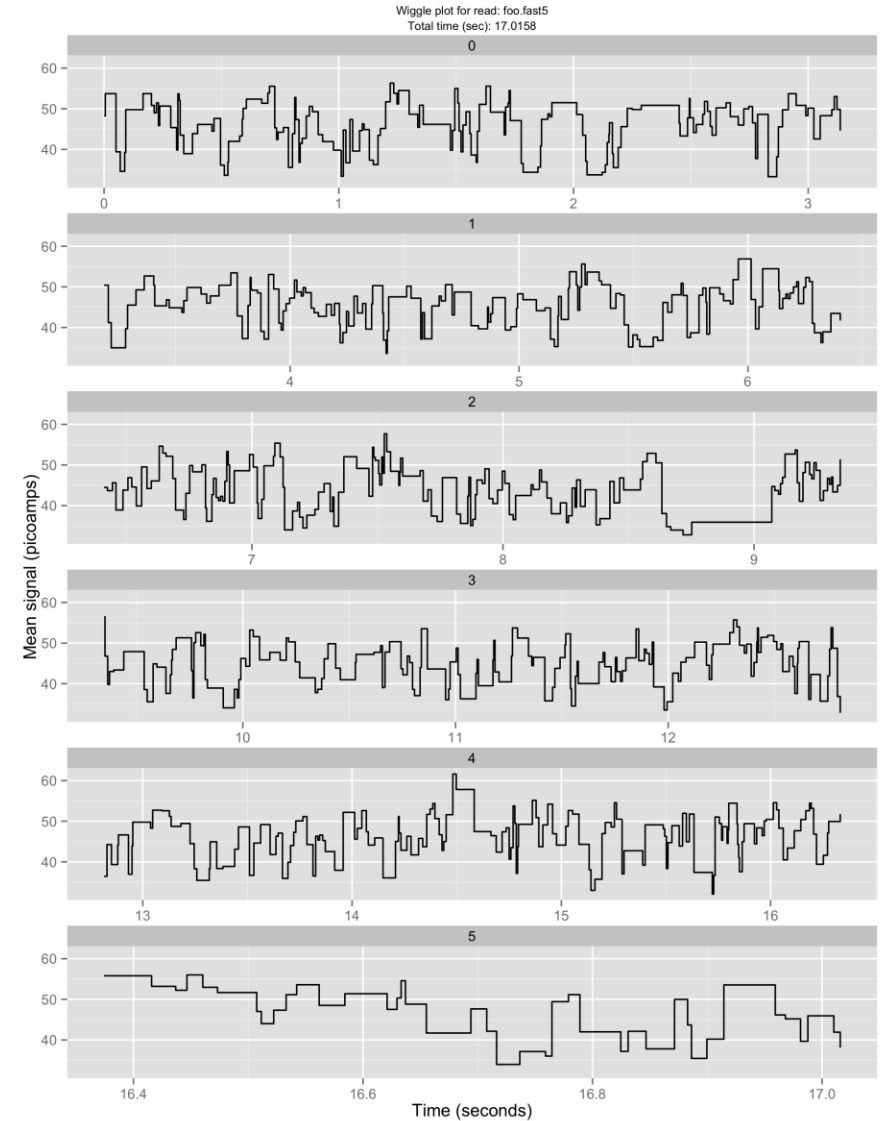 Wiggle plot for read: foo.fast5
Total time (sec): 17.0158
0
60
50
40
0 1 2 3
1
60
50
40
4 5 6
2
60
50
40
7 8 9
Mean signal (picoamps)
3
60
50
40
10 11 12
4
60
50
40
13 14 15 16
5
60
50
40
16.4 16.6 16.8 17.0
Time (seconds)